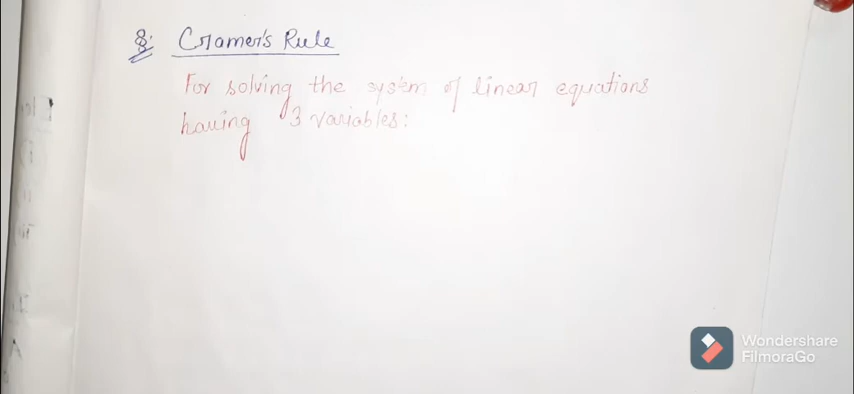 8. Cramer's Rule
For solving the system of linear equations
having 3 variables:
Wondershare
FilmoraGo